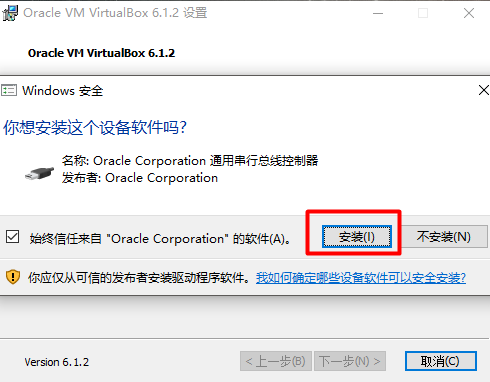 Oracle VM VirtualBox 6.1.2 设置
Oracle VM VirtualBox 6.1.2
Windows 安全
你想安装这个设备软件吗?
名称: Oracle Corporation 通用串行总线控制器
发布者: Oracle Corporation
始终信任来自 "Oracle Corporation" 的软件(A)。
安装(I)
不安装(N)
你应仅从可信的发布者安装驱动程序软件。我如何确定哪些设备软件可以安全安装?
Version 6.1.2
< 上一步(B)
下一步(N) >
取消(C)